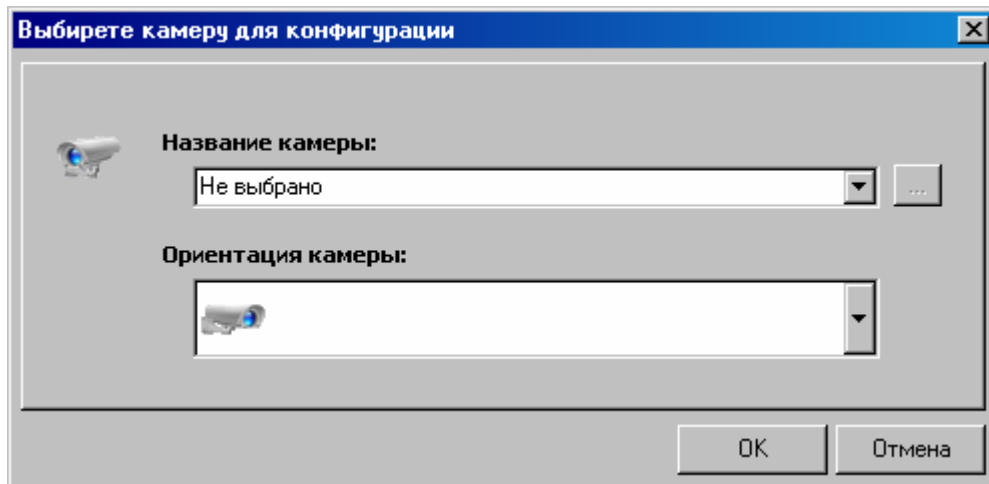 Выбирете камеру для конфигурации
Название камеры:
Не выбрано
...
Ориентация камеры:
OK
Отмена